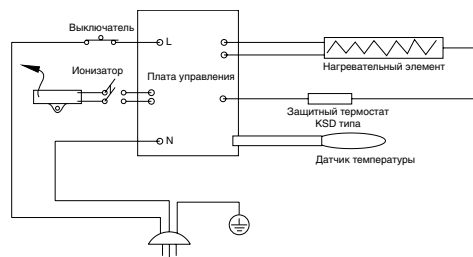 Выключатель
L
Ионизатор
Плата управления
Нагревательный элемент
Защитный термостат
KSD типа
N
Датчик температуры